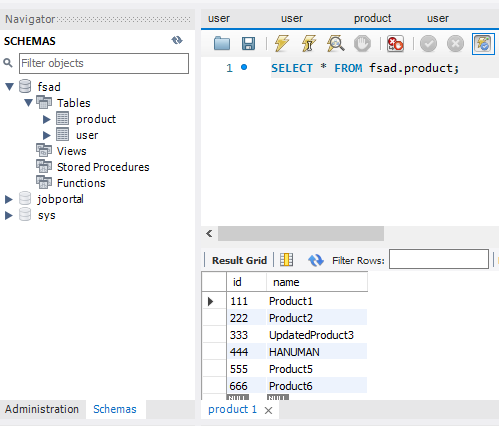 Navigator
SCHEMAS
Filter objects
fsad
Tables
product
user
Views
Stored Procedures
Functions
jobportal
sys
Administration Schemas
user user product user
1 SELECT * FROM fsad.product;
Result Grid Filter Rows:
id name
111 Product1
222 Product2
333 UpdatedProduct3
444 HANUMAN
555 Product5
666 Product6
NULL NULL
product 1